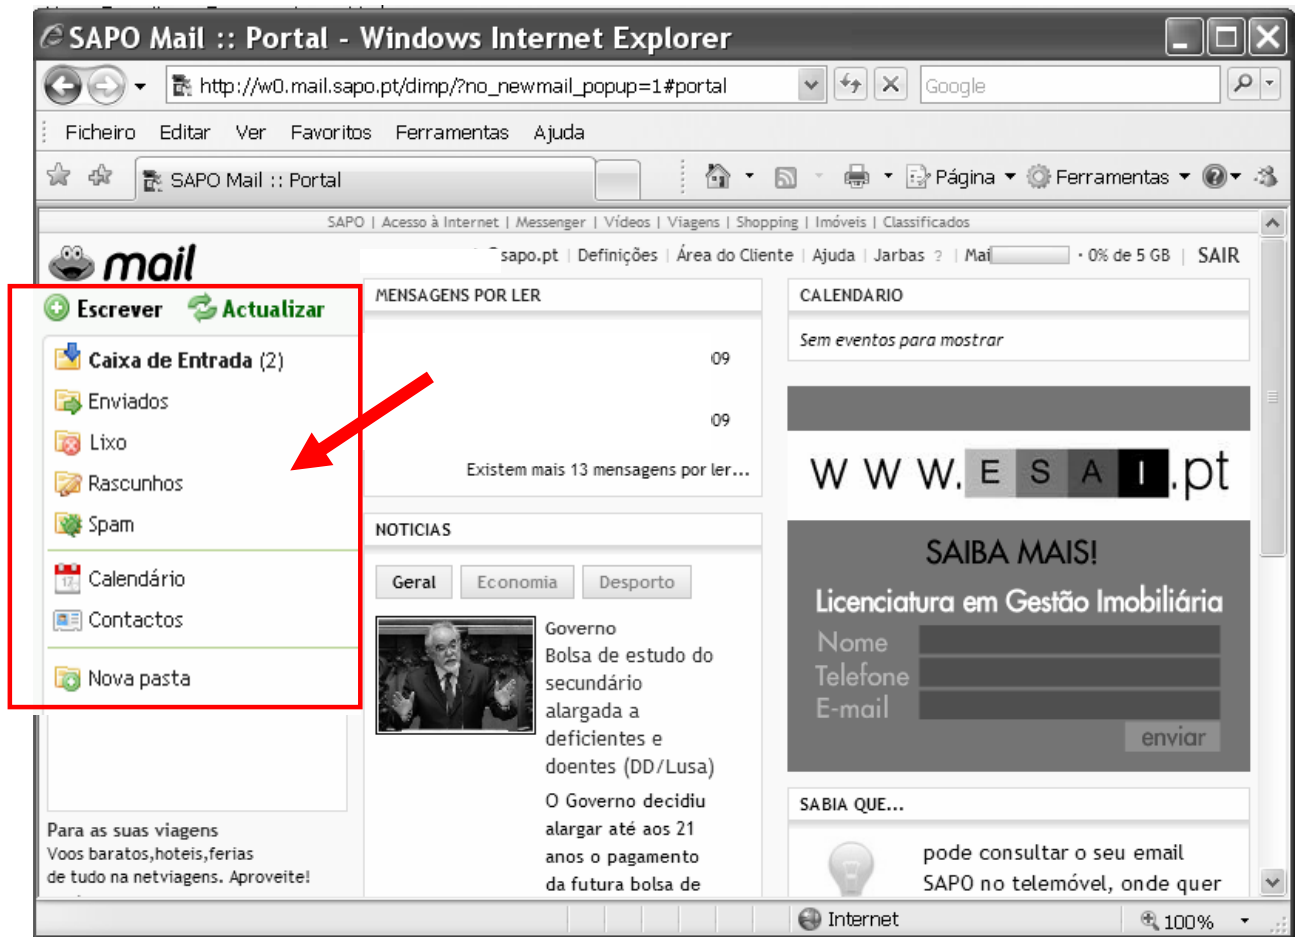 SAPO Mail :: Portal - Windows Internet Explorer
http://w0.mail.sapo.pt/dimp/?no_newmail_popup=1#portal
Google
Ficheiro Editar Ver Favoritos Ferramentas Ajuda
SAPO Mail :: Portal
Página Ferramentas
SAPO | Acesso à Internet | Messenger | Vídeos | Viagens | Shopping | Imóveis | Classificados
mail
sapo.pt | Definições | Área do Cliente | Ajuda | Jarbas ? | Mai · 0% de 5 GB | SAIR
Escrever Actualizar
Caixa de Entrada (2)
Enviados
Lixo
Rascunhos
Spam
Calendário
Contactos
Nova pasta
Para as suas viagens
Voos baratos,hoteis,ferias
de tudo na netviagens. Aproveite!
MENSAGENS POR LER
09
09
Existem mais 13 mensagens por ler...
NOTICIAS
Geral Economia Desporto
Governo
Bolsa de estudo do
secundário
alargada a
deficientes e
doentes (DD/Lusa)
O Governo decidiu
alargar até aos 21
anos o pagamento
da futura bolsa de
CALENDARIO
Sem eventos para mostrar
WWW.ESAI.pt
SAIBA MAIS!
Licenciatura em Gestão Imobiliária
Nome
Telefone
E-mail
enviar
SABIA QUE...
pode consultar o seu email
SAPO no telemóvel, onde quer
Internet
100%